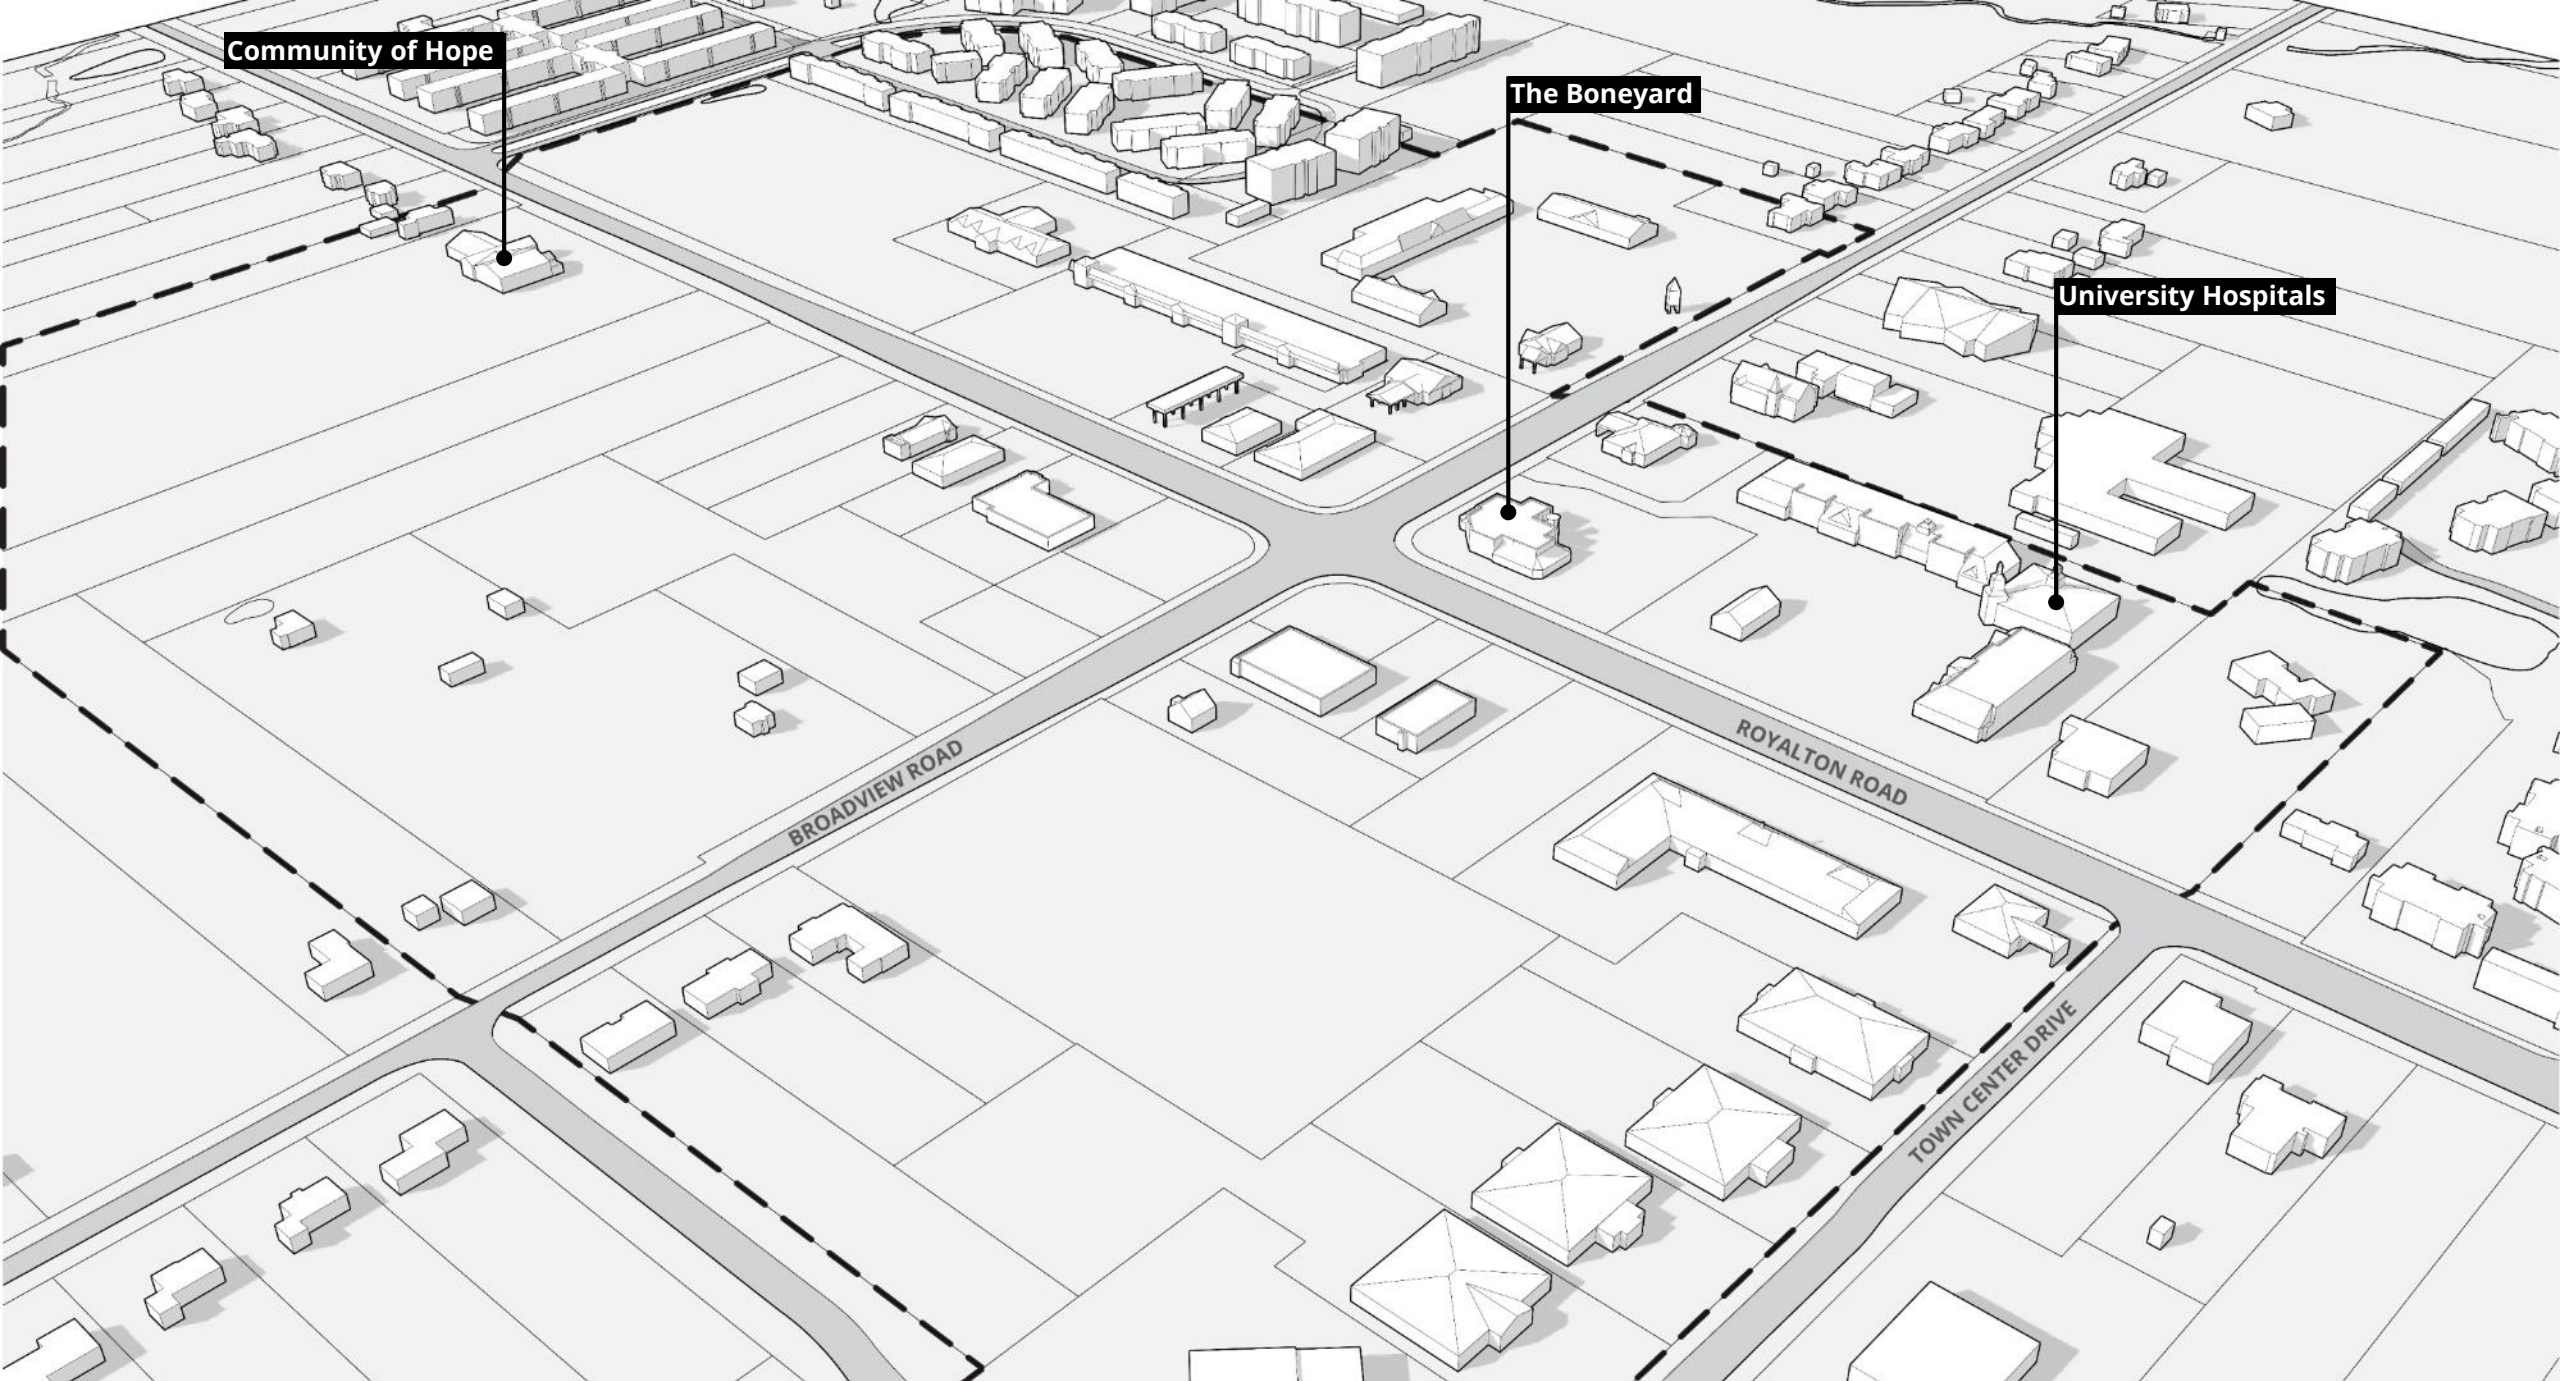 Community of Hope
The Boneyard
University Hospitals
ROYALTON ROAD
BROADVIEW ROAD
TOWN CENTER DRIVE